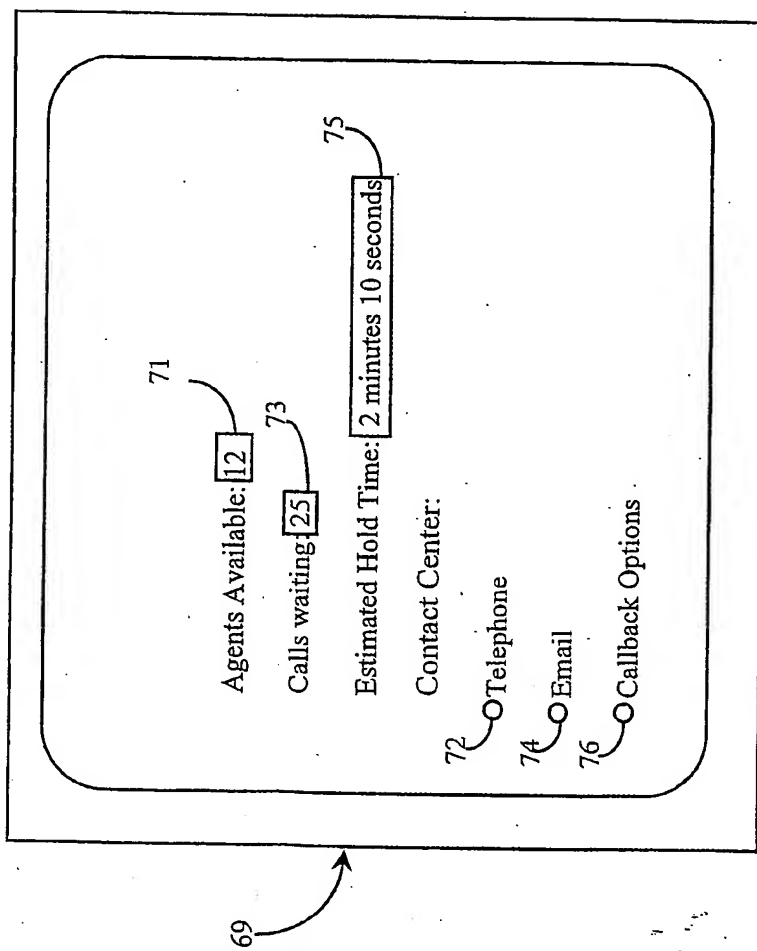 71
Agents Available: 12
73
Calls waiting: 25
75
Estimated Hold Time: 2 minutes 10 seconds
Contact Center:
72
Telephone
74
Email
76
Callback Options
69